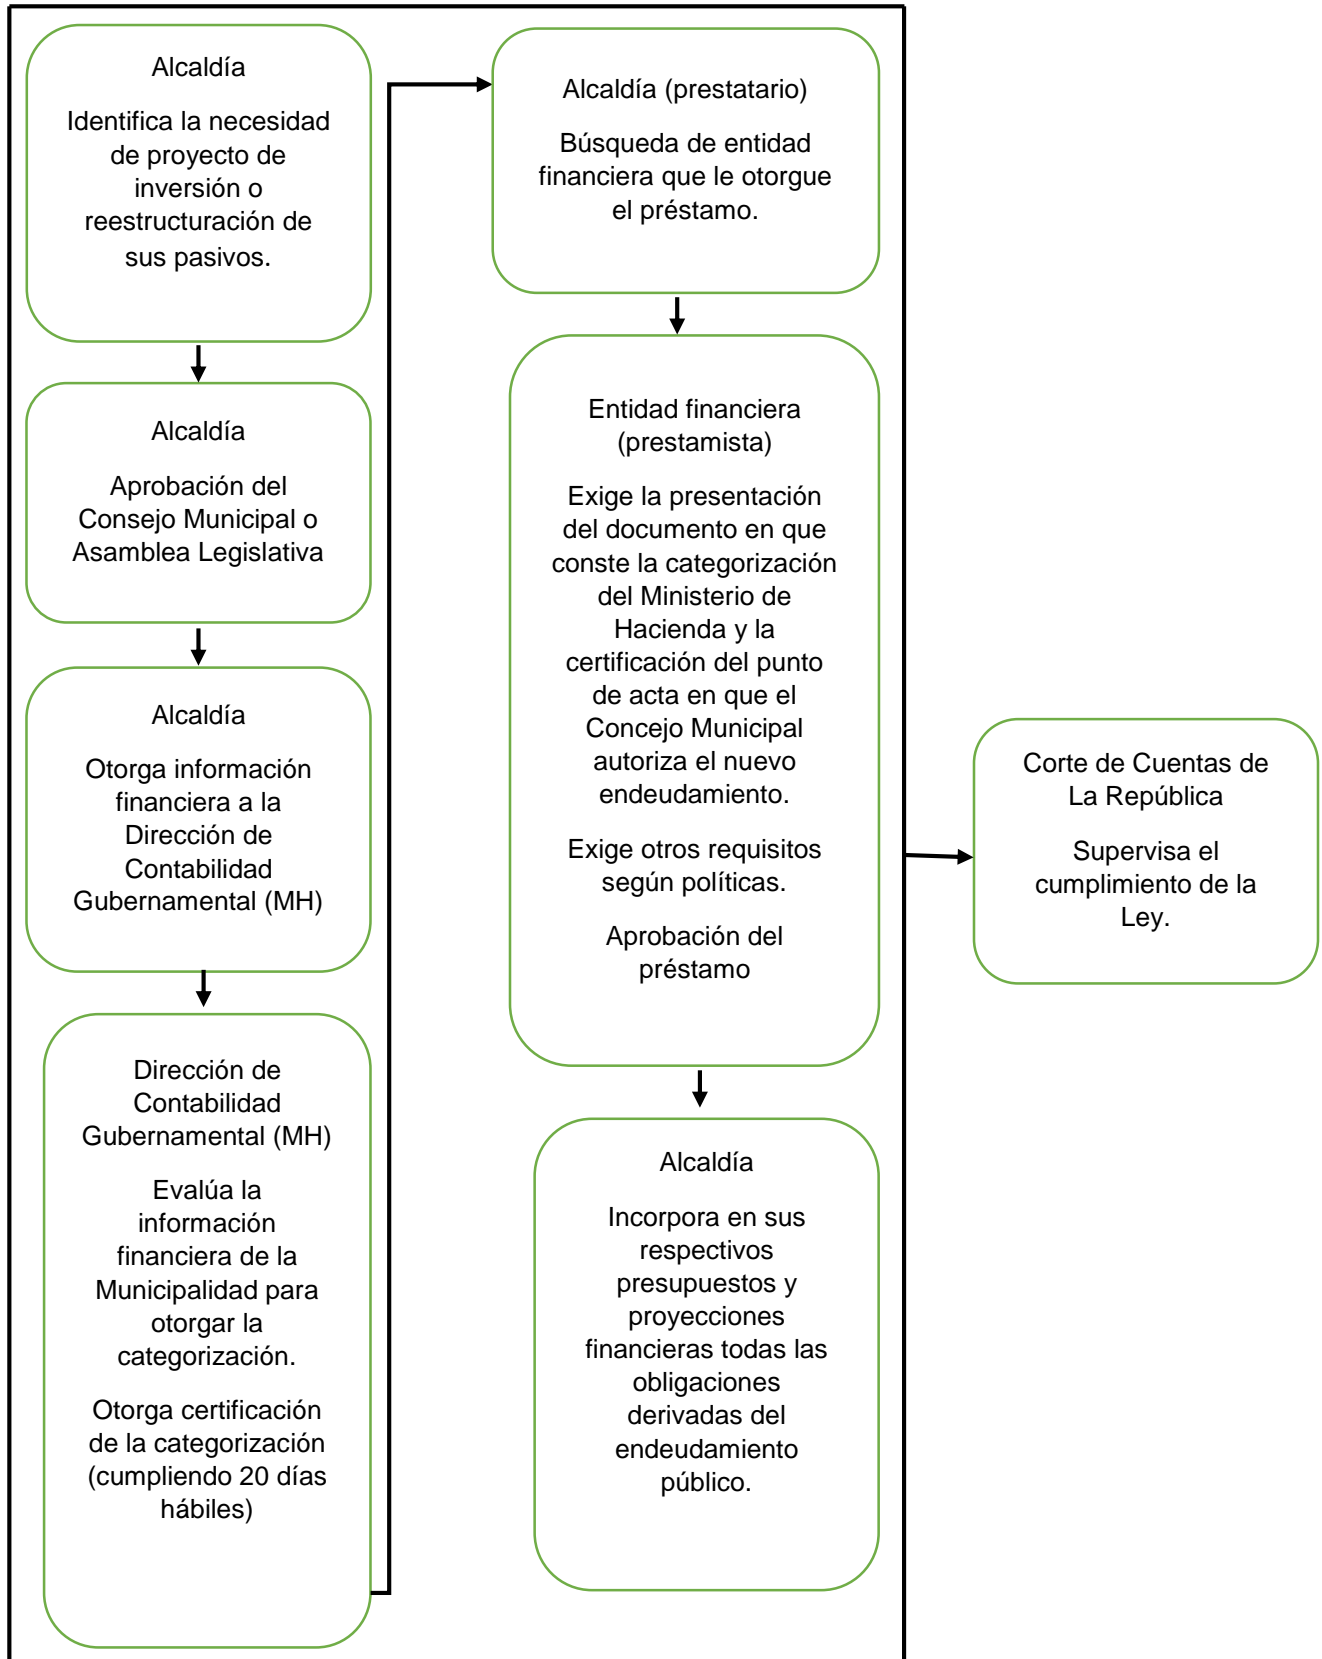 Alcaldía
Identifica la necesidad
de proyecto de
inversión o
reestructuración de
sus pasivos.
Alcaldía
Aprobación del
Consejo Municipal o
Asamblea Legislativa
Alcaldía
Otorga información
financiera a la
Dirección de
Contabilidad
Gubernamental (MH)
Dirección de
Contabilidad
Gubernamental (MH)
Evalúa la
información
financiera de la
Municipalidad para
otorgar la
categorización.
Otorga certificación
de la categorización
(cumpliendo 20 días
hábiles)
Alcaldía (prestatario)
Búsqueda de entidad
financiera que le otorgue
el préstamo.
Entidad financiera
(prestamista)
Exige la presentación
del documento en que
conste la categorización
del Ministerio de
Hacienda y la
certificación del punto
de acta en que el
Concejo Municipal
autoriza el nuevo
endeudamiento.
Exige otros requisitos
según políticas.
Aprobación del
préstamo
Alcaldía
Incorpora en sus
respectivos
presupuestos y
proyecciones
financieras todas las
obligaciones
derivadas del
endeudamiento
público.
Corte de Cuentas de
La República
Supervisa el
cumplimiento de la
Ley.